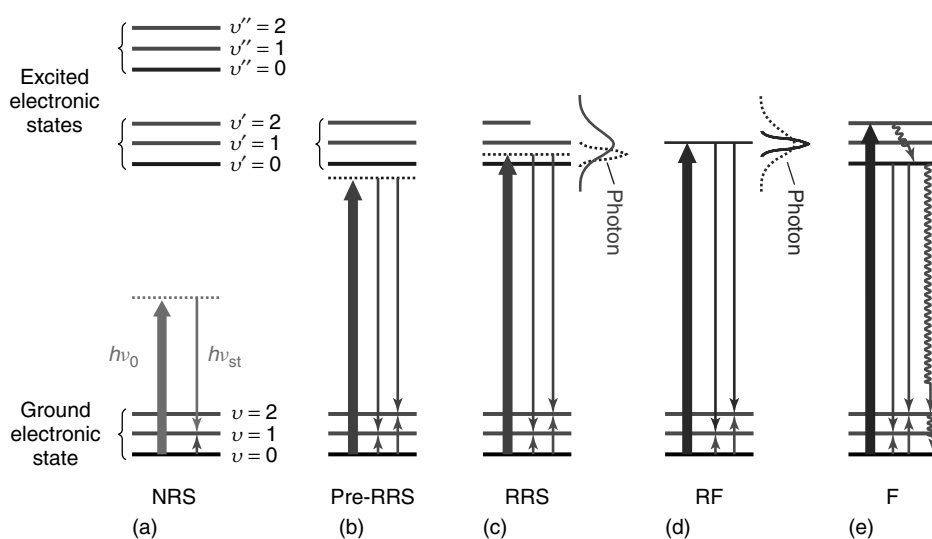 υ″ = 2
υ″ = 1
υ″ = 0
Excited
electronic
states
υ′ = 2
υ′ = 1
υ′ = 0
Photon
Photon
hν0
hνst
Ground
electronic
state
υ = 2
υ = 1
υ = 0
NRS
Pre-RRS
RRS
RF
F
(a)
(b)
(c)
(d)
(e)